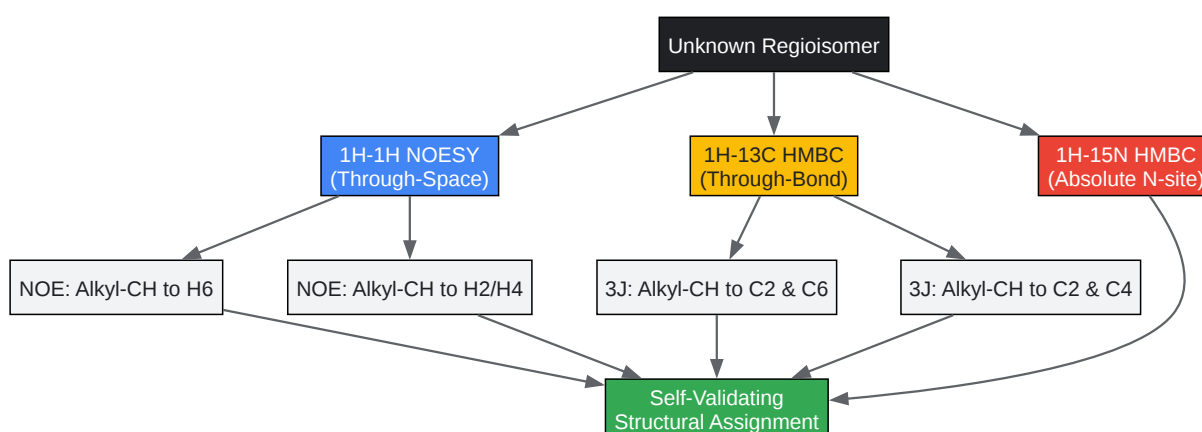 Unknown Regioisomer
1H-1H NOESY
(Through-Space)
1H-13C HMBC
(Through-Bond)
1H-15N HMBC
(Absolute N-site)
NOE: Alkyl-CH to H6
NOE: Alkyl-CH to H2/H4
3J: Alkyl-CH to C2 & C6
3J: Alkyl-CH to C2 & C4
Self-Validating
Structural Assignment